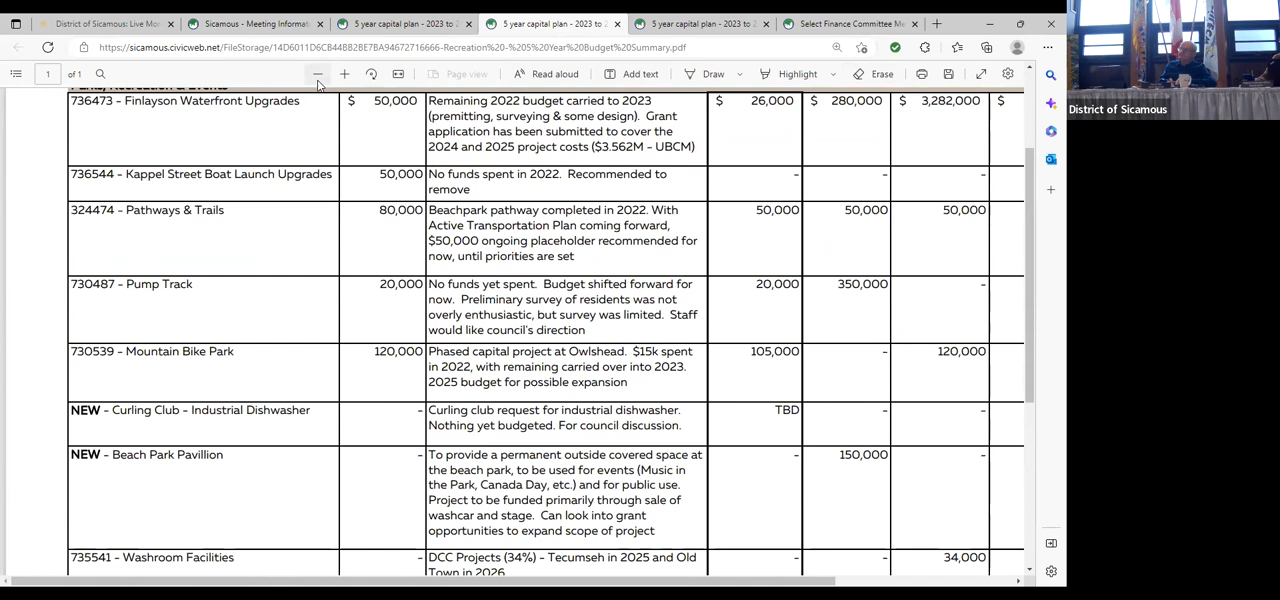 District of Sicamous: Live Mor
Sicamous - Meeting Informat
5 year capital plan - 2023 to 2
5 year capital plan - 2023 to 2
5 year capital plan - 2023 to 2
Select Finance Committee Me
https://sicamous.civicweb.net/FileStorage/14D6011D6CB44BB2BE7BA94672716666-Recreation%20-%205%20Year%20Budget%20Summary.pdf
1 of 1
Page view
Read aloud
Add text
Draw
Highlight
Erase
District of Sicamous
736473 - Finlayson Waterfront Upgrades $ 50,000 Remaining 2022 budget carried to 2023 $ 26,000 $ 280,000 $ 3,282,000 $
(premitting, surveying & some design). Grant
application has been submitted to cover the
2024 and 2025 project costs ($3.562M - UBCM)
736544 - Kappel Street Boat Launch Upgrades 50,000 No funds spent in 2022. Recommended to - - -
remove
324474 - Pathways & Trails 80,000 Beachpark pathway completed in 2022. With 50,000 50,000 50,000
Active Transportation Plan coming forward,
$50,000 ongoing placeholder recommended for
now, until priorities are set
730487 - Pump Track 20,000 No funds yet spent. Budget shifted forward for 20,000 350,000 -
now. Preliminary survey of residents was not
overly enthusiastic, but survey was limited. Staff
would like council's direction
730539 - Mountain Bike Park 120,000 Phased capital project at Owlshead. $15k spent 105,000 - 120,000
in 2022, with remaining carried over into 2023.
2025 budget for possible expansion
NEW - Curling Club - Industrial Dishwasher - Curling club request for industrial dishwasher. TBD - -
Nothing yet budgeted. For council discussion.
NEW - Beach Park Pavillion - To provide a permanent outside covered space at - 150,000 -
the beach park, to be used for events (Music in
the Park, Canada Day, etc.) and for public use.
Project to be funded primarily through sale of
washcar and stage. Can look into grant
opportunities to expand scope of project
735541 - Washroom Facilities - DCC Projects (34%) - Tecumseh in 2025 and Old - - 34,000
Town in 2026